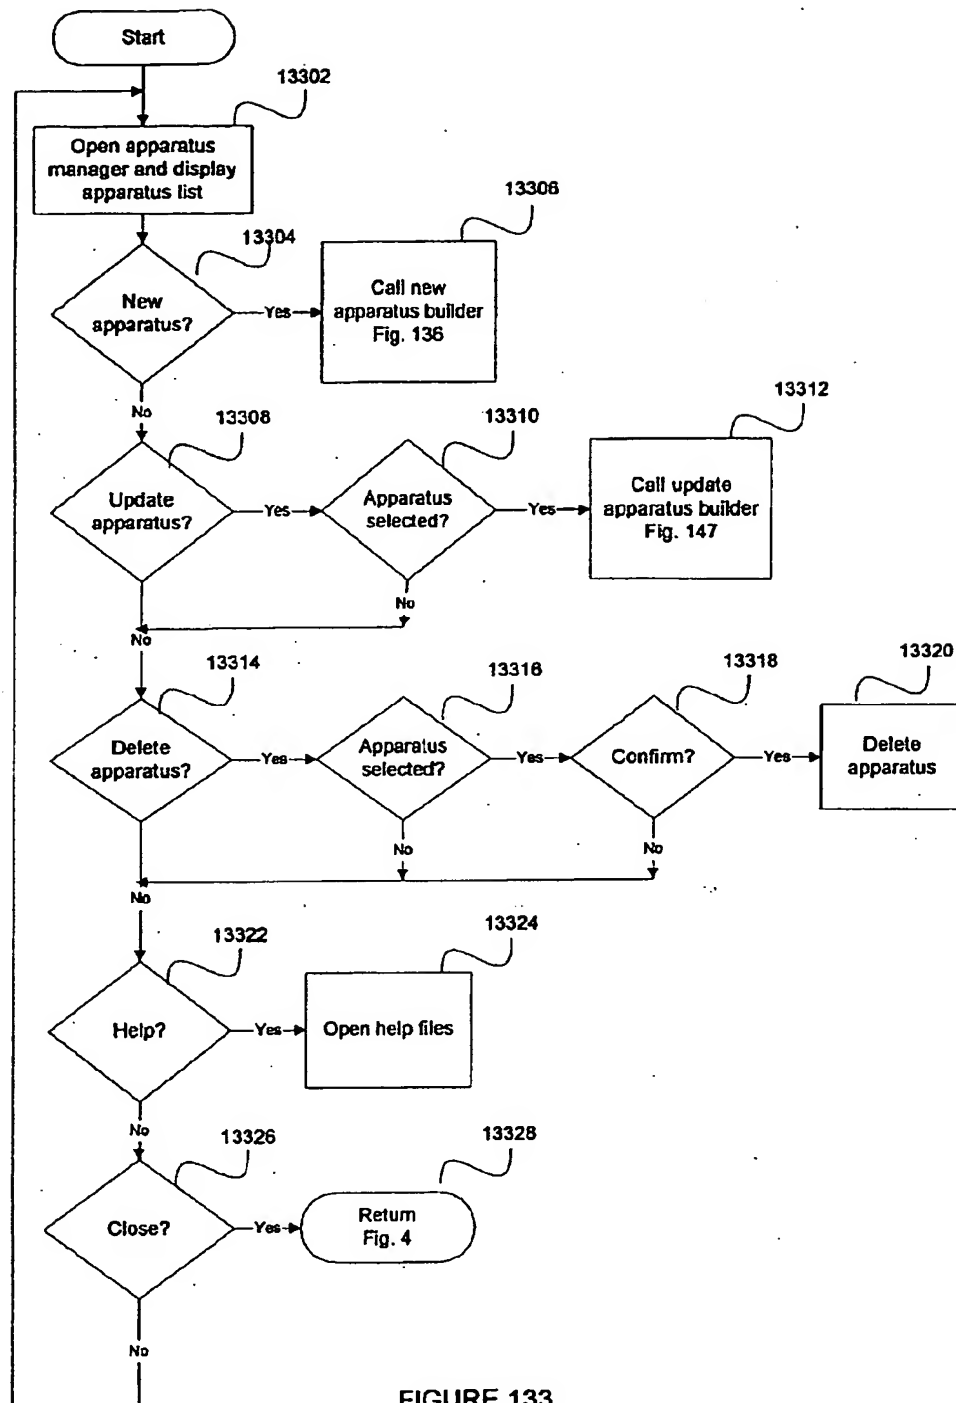 Start
13302
Open apparatus
manager and display
apparatus list
13304
13306
New
apparatus?
Yes
Call new
apparatus builder
Fig. 136
No
13308
13310
13312
Update
apparatus?
Yes
Apparatus
selected?
Yes
Call update
apparatus builder
Fig. 147
No
No
13314
13316
13318
13320
Delete
apparatus?
Yes
Apparatus
selected?
Yes
Confirm?
Yes
Delete
apparatus
No
No
No
13322
13324
Help?
Yes
Open help files
No
13326
13328
Close?
Yes
Return
Fig. 4
No
FIGURE 133